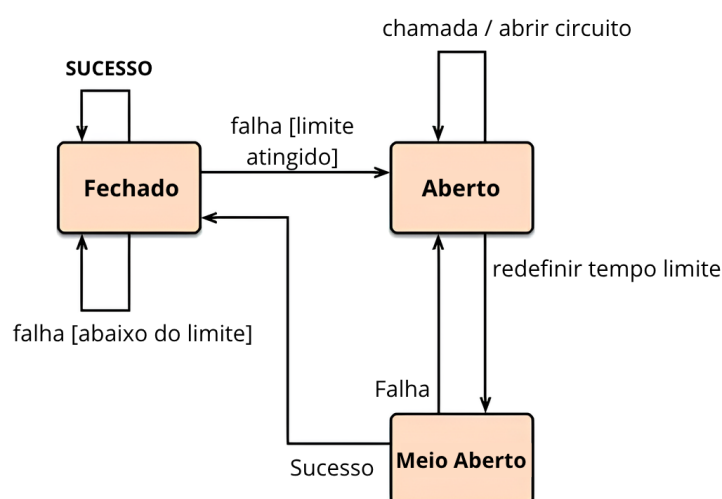 chamada / abrir circuito
SUCESSO
falha [limite
atingido]
Fechado
Aberto
redefinir tempo limite
falha [abaixo do limite]
Falha
Meio Aberto
Sucesso